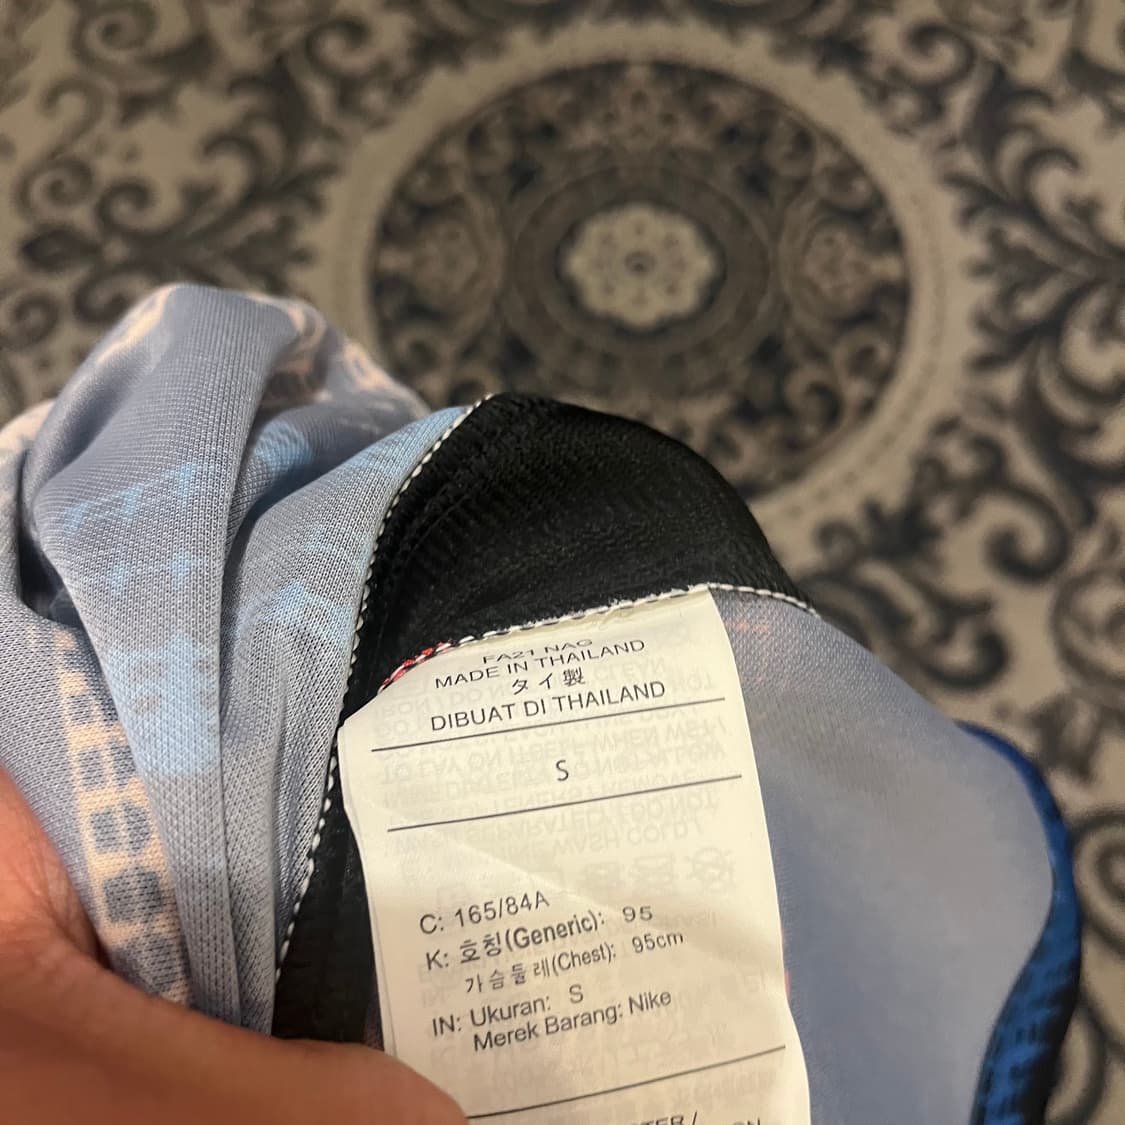 FA21 NAG
MADE IN THAILAND
タイ製
DIBUAT DI THAILAND
S
C: 165/84A
K: 호칭(Generic): 95
가슴둘레(Chest): 95cm
IN: Ukuran: S
Merek Barang: Nike